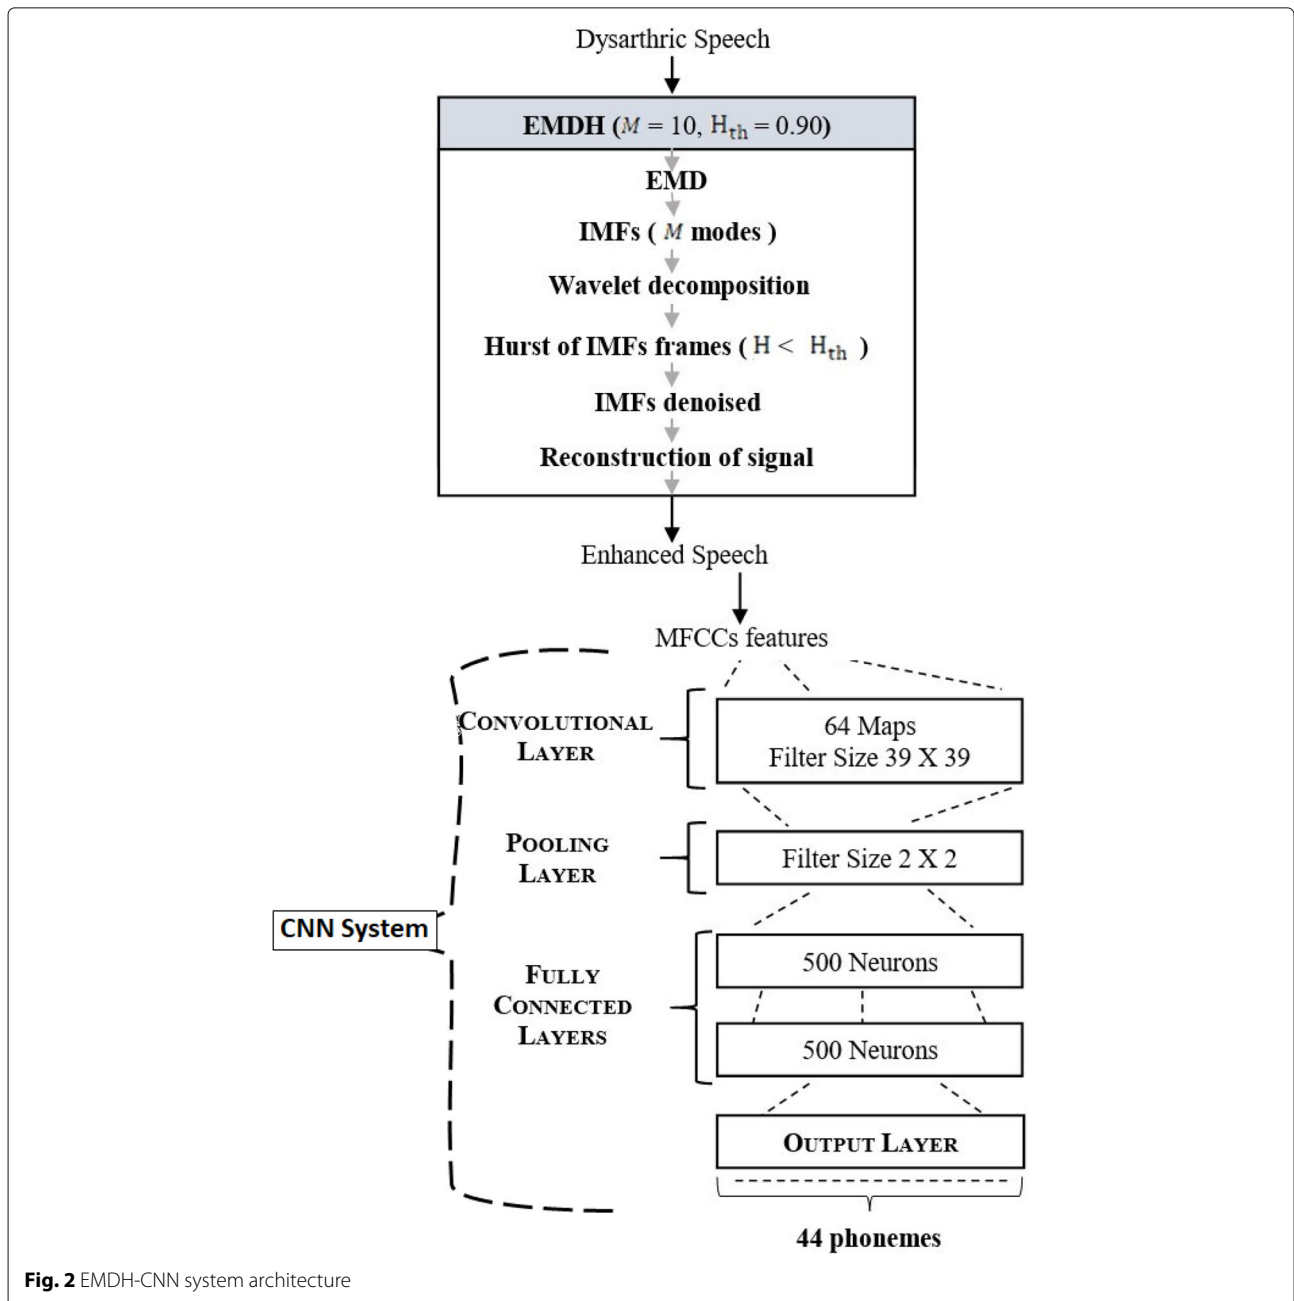 Dysarthric Speech
EMDH (M = 10, Hth = 0.90)
EMD
IMFs ( M modes )
Wavelet decomposition
Hurst of IMFs frames ( H < Hth )
IMFs denoised
Reconstruction of signal
Enhanced Speech
MFCCs features
CONVOLUTIONAL
LAYER
64 Maps
Filter Size 39 X 39
POOLING
LAYER
Filter Size 2 X 2
CNN System
FULLY
CONNECTED
LAYERS
500 Neurons
500 Neurons
OUTPUT LAYER
44 phonemes
Fig. 2 EMDH-CNN system architecture